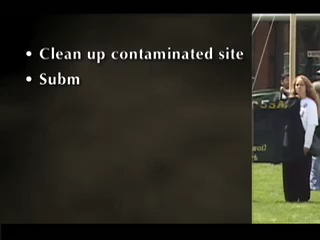 • Clean up contaminated site
• Subm